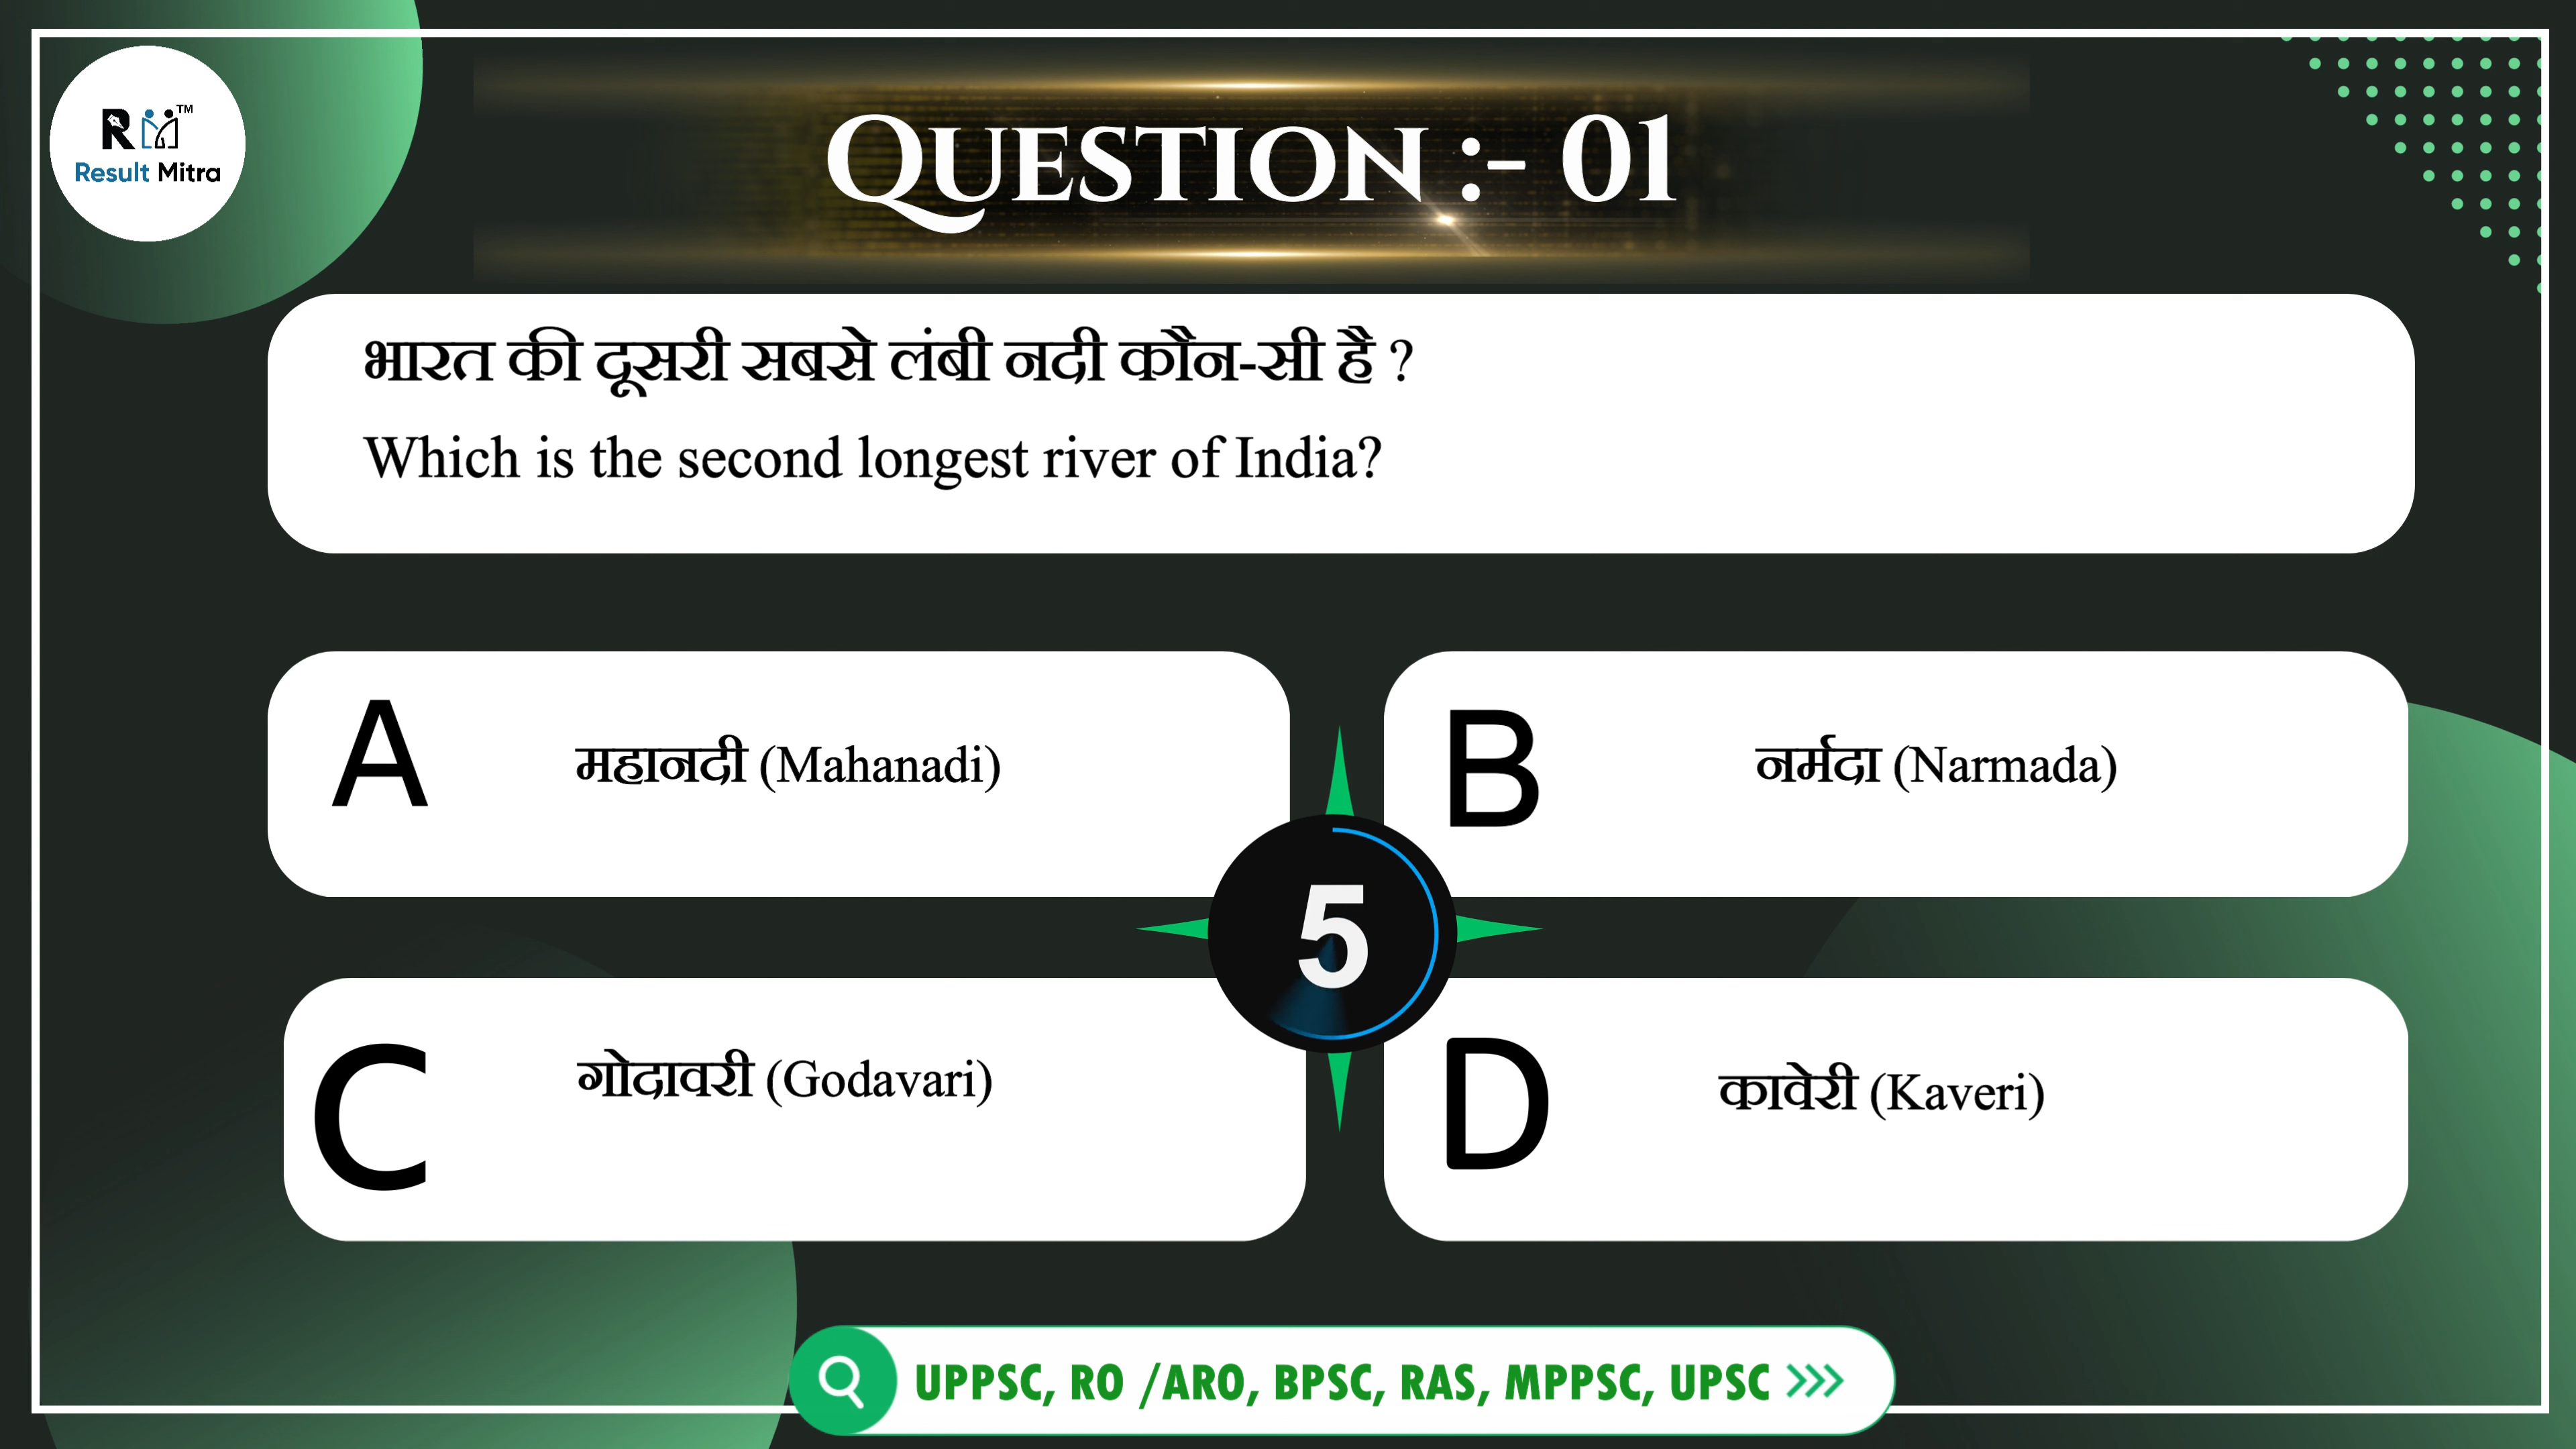 R TM
Result Mitra
QUESTION :- 01
भारत की दूसरी सबसे लंबी नदी कौन-सी है ?
Which is the second longest river of India?
A
महानदी (Mahanadi)
B
नर्मदा (Narmada)
5
C
गोदावरी (Godavari)
D
कावेरी (Kaveri)
UPPSC, RO /ARO, BPSC, RAS, MPPSC, UPSC >>>